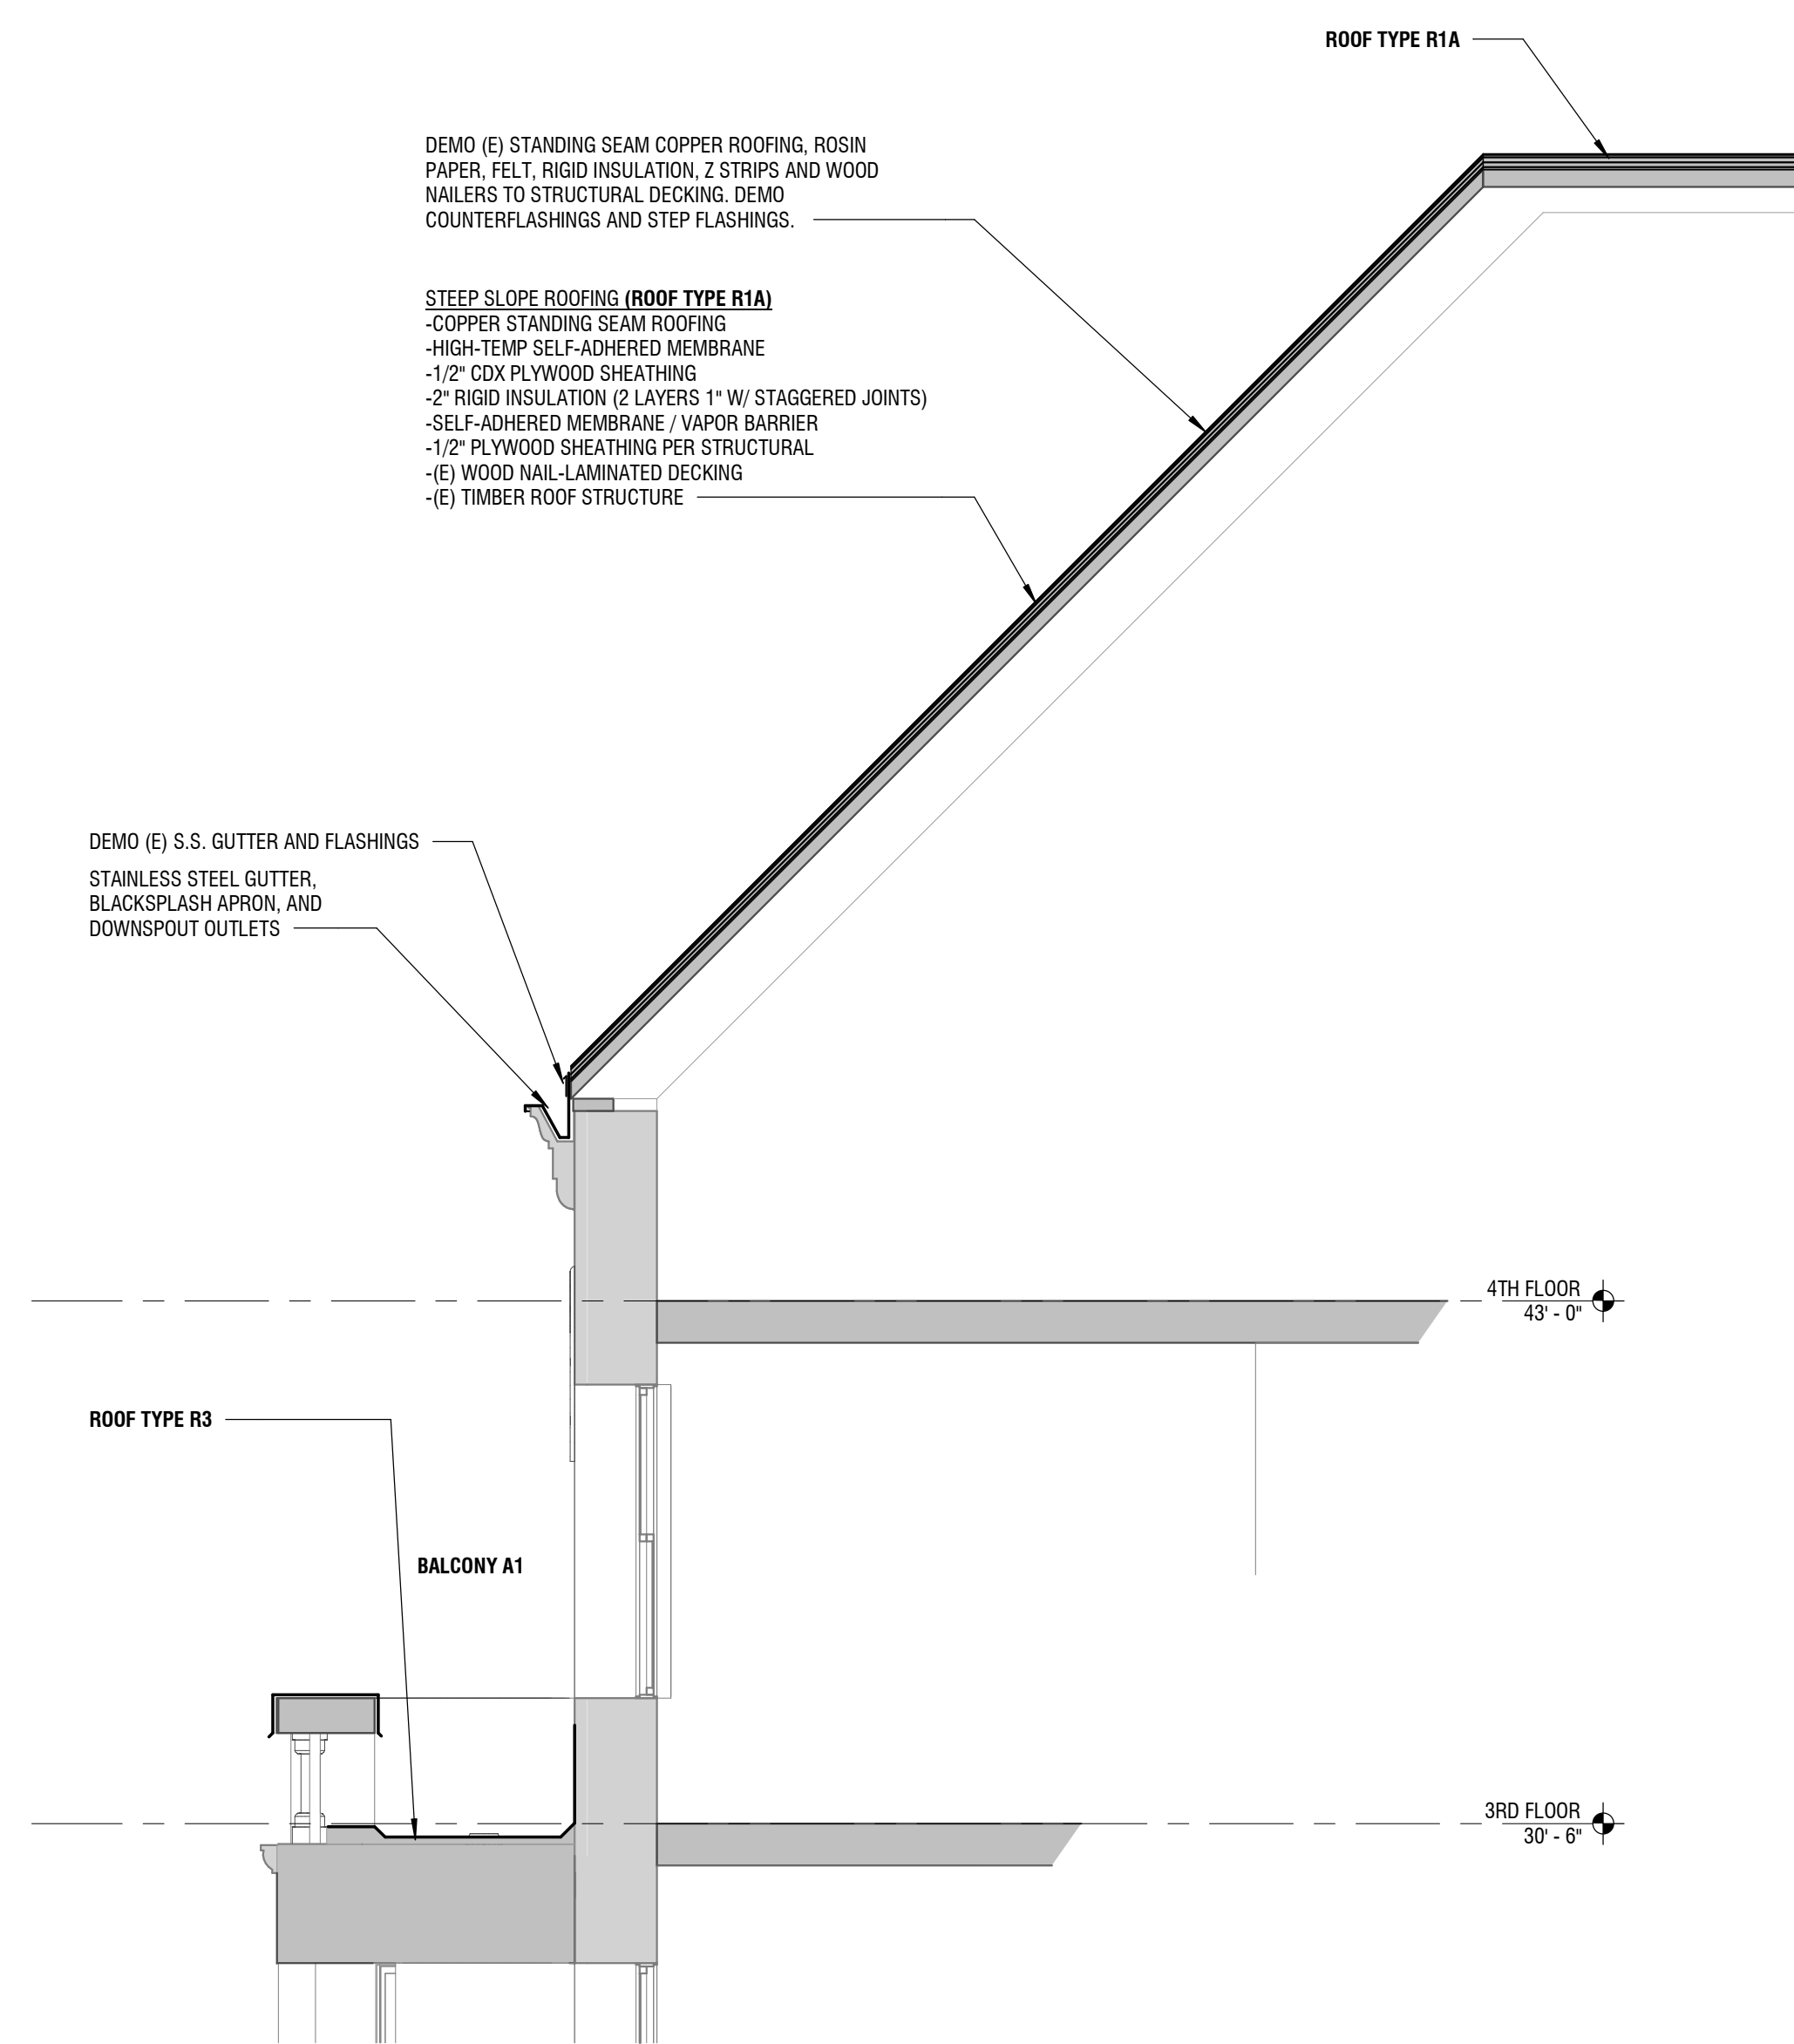 ROOF TYPE R1A
DEMO (E) STANDING SEAM COPPER ROOFING, ROSIN
PAPER, FELT, RIGID INSULATION, Z STRIPS AND WOOD
NAILERS TO STRUCTURAL DECKING. DEMO
COUNTERFLASHINGS AND STEP FLASHINGS.
STEEP SLOPE ROOFING (ROOF TYPE R1A)
-COPPER STANDING SEAM ROOFING
-HIGH-TEMP SELF-ADHERED MEMBRANE
-1/2" CDX PLYWOOD SHEATHING
-2" RIGID INSULATION (2 LAYERS 1" W/ STAGGERED JOINTS)
-SELF-ADHERED MEMBRANE / VAPOR BARRIER
-1/2" PLYWOOD SHEATHING PER STRUCTURAL
-(E) WOOD NAIL-LAMINATED DECKING
-(E) TIMBER ROOF STRUCTURE
DEMO (E) S.S. GUTTER AND FLASHINGS
STAINLESS STEEL GUTTER,
BLACKSPLASH APRON, AND
DOWNSPOUT OUTLETS
4TH FLOOR
43' - 0"
ROOF TYPE R3
BALCONY A1
3RD FLOOR
30' - 6"